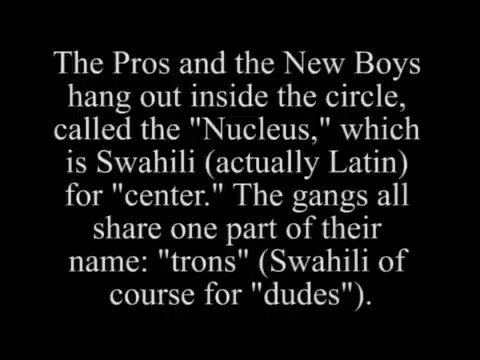 The Pros and the New Boys
hang out inside the circle,
called the "Nucleus," which
is Swahili (actually Latin)
for "center." The gangs all
share one part of their
name: "trons" (Swahili of
course for "dudes").